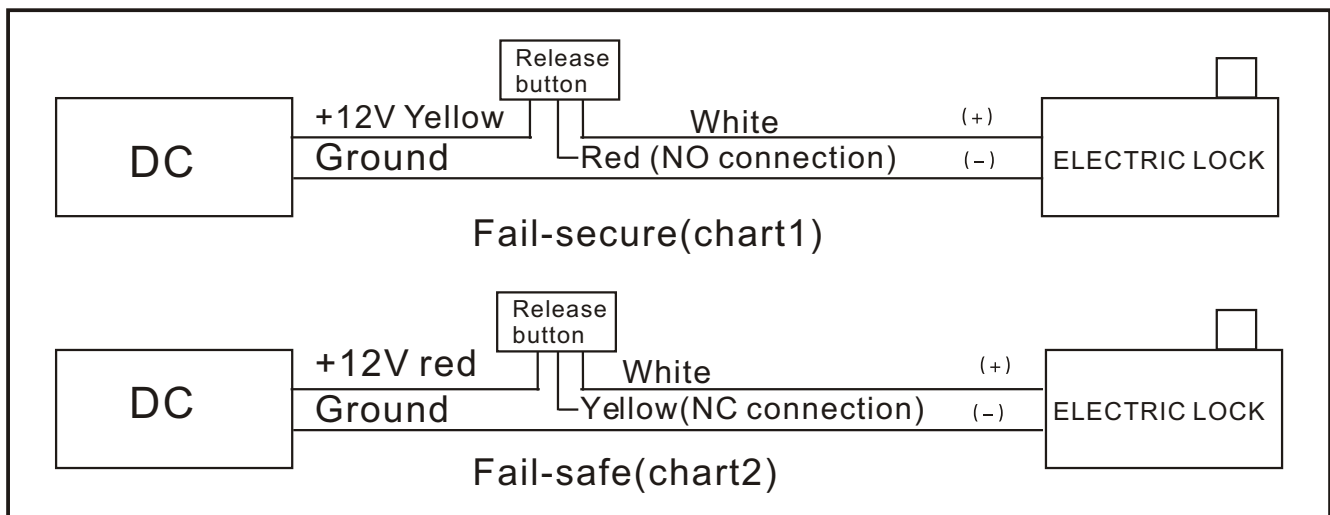 Release
button
+12V Yellow
White
(+)
DC
Ground
Red (NO connection)
(-)
ELECTRIC LOCK
Fail-secure(chart1)
Release
button
+12V red
White
(+)
DC
Ground
Yellow(NC connection)
(-)
ELECTRIC LOCK
Fail-safe(chart2)